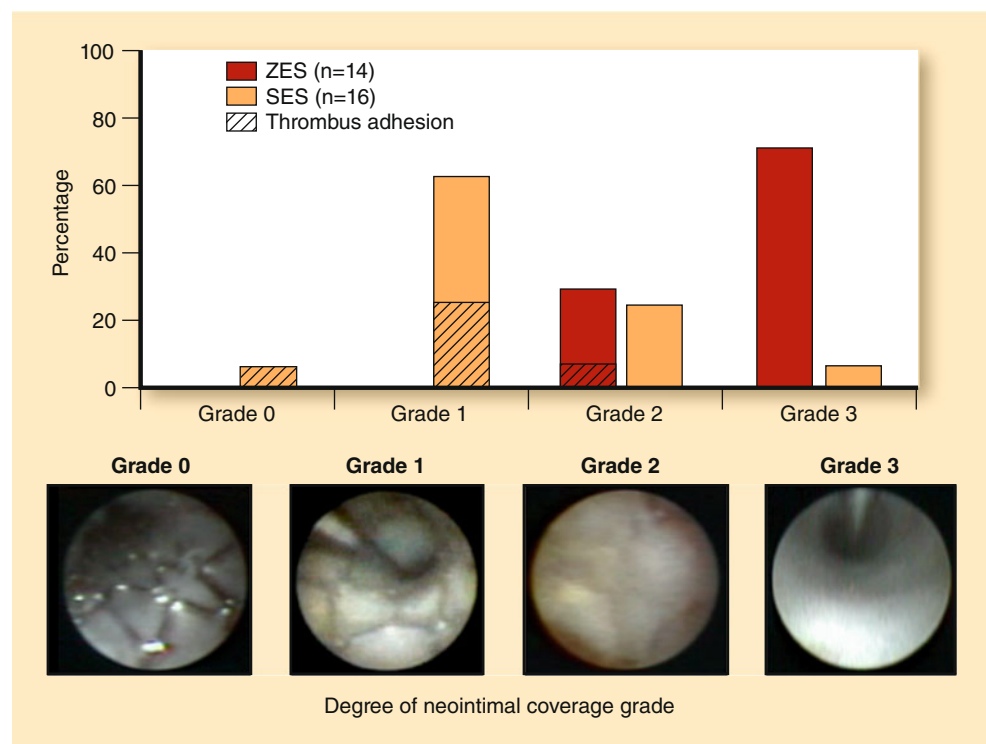 100
80
60
40
20
0
Percentage
ZES (n=14)
SES (n=16)
Thrombus adhesion
Grade 0 Grade 1 Grade 2 Grade 3
Grade 0 Grade 1 Grade 2 Grade 3
Degree of neointimal coverage grade